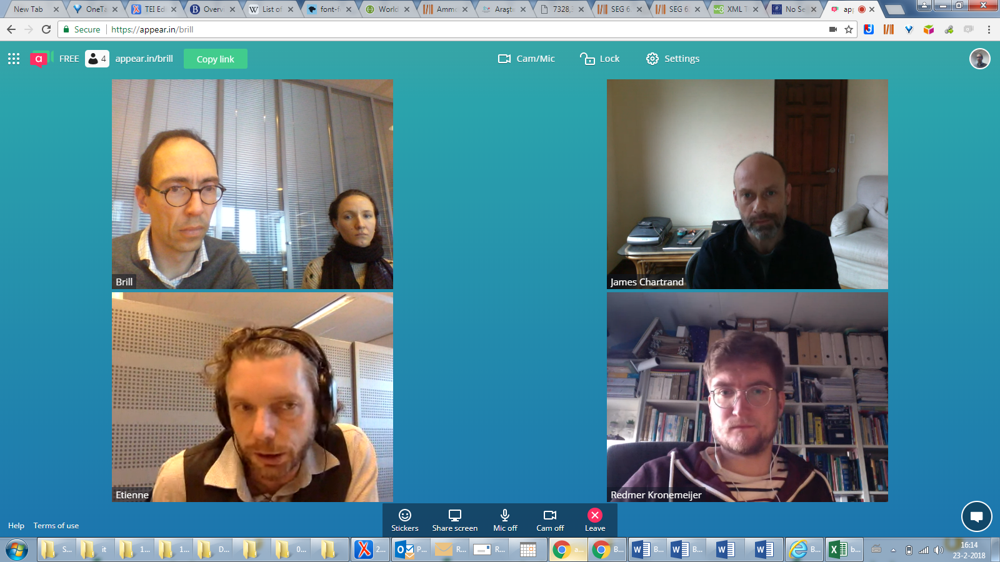 New Tab
OneTa
TEI Ed
Overv
List of
font-f
World
Ammo
Araştı
7328,
SEG 6
SEG 6
XML T
No Se
app
Secure
https://appear.in/brill
a
FREE
4
appear.in/brill
Copy link
Cam/Mic
Lock
Settings
Brill
James Chartrand
Etienne
Redmer Kronemeijer
Help
Terms of use
Stickers
Share screen
Mic off
Cam off
Leave
S...
it
1...
1...
D...
0...
2...
P...
R...
R...
a...
B...
B...
B...
B...
b...
16:14
23-2-2018